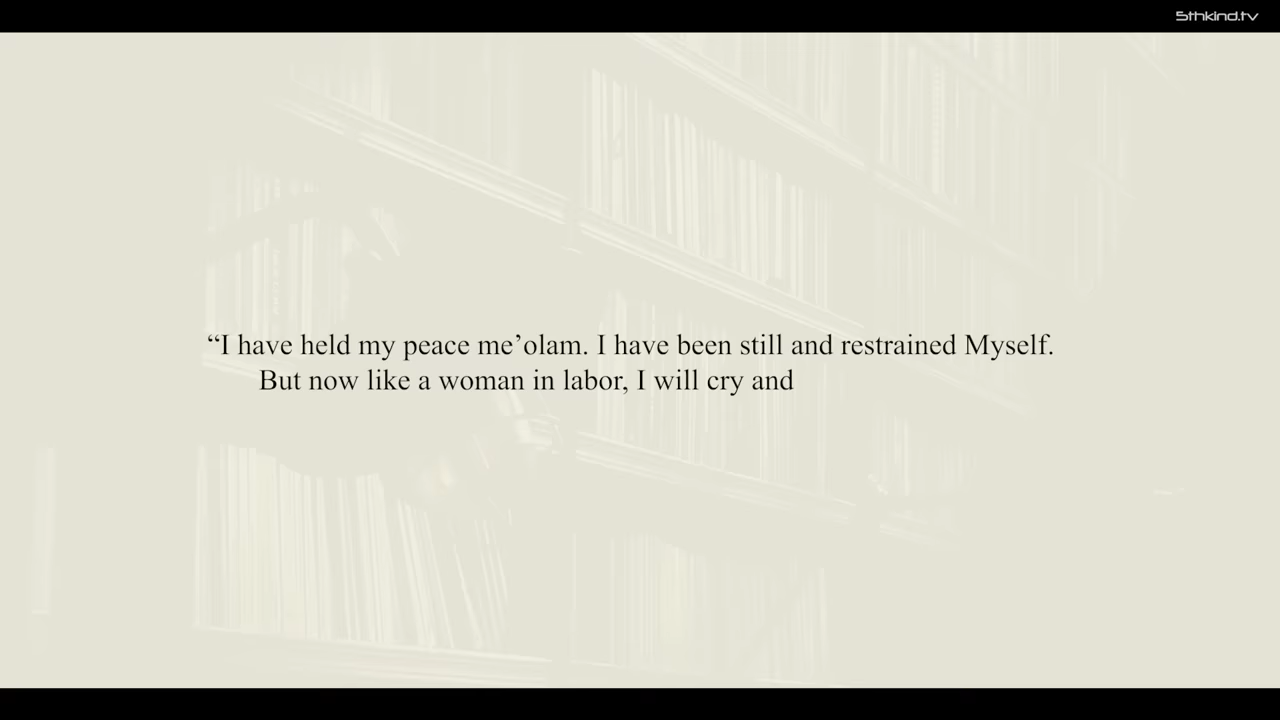 5thkind.tv
“I have held my peace me’olam. I have been still and restrained Myself.
But now like a woman in labor, I will cry and